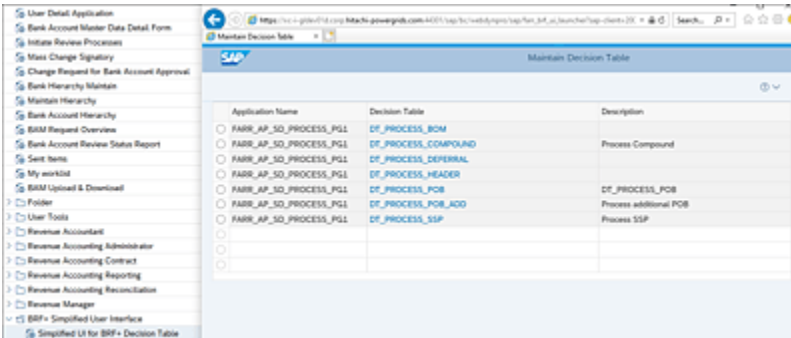 User Detail Application
Bank Account Master Data Detail Form
Initiate Review Processes
Mass Change Signatory
Change Request for Bank Account Approval
Bank Hierarchy Maintain
Maintain Hierarchy
Bank Account Hierarchy
BAM Request Overview
Bank Account Review Status Report
Sent Items
My worklist
BAM Upload & Download
Folder
User Tools
Revenue Accountant
Revenue Accounting Administrator
Revenue Accounting Contract
Revenue Accounting Reporting
Revenue Accounting Reconciliation
Revenue Manager
BRF+ Simplified User Interface
Simplified UI for BRF+ Decision Table
Search...
Maintain Decision Table
SAP Maintain Decision Table
Application Name Decision Table Description
FARR_AP_SD_PROCESS_PG1 DT_PROCESS_BOM
FARR_AP_SD_PROCESS_PG1 DT_PROCESS_COMPOUND Process Compound
FARR_AP_SD_PROCESS_PG1 DT_PROCESS_DEFERRAL
FARR_AP_SD_PROCESS_PG1 DT_PROCESS_HEADER
FARR_AP_SD_PROCESS_PG1 DT_PROCESS_POB DT_PROCESS_POB
FARR_AP_SD_PROCESS_PG1 DT_PROCESS_POB_ADD Process additional POB
FARR_AP_SD_PROCESS_PG1 DT_PROCESS_SSP Process SSP